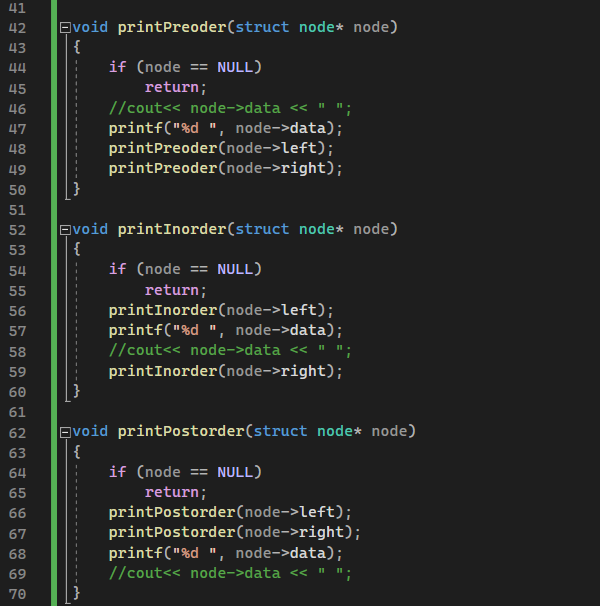 41
42 void printPreoder(struct node* node)
43 {
44 if (node == NULL)
45 return;
46 //cout<< node->data << " ";
47 printf("%d ", node->data);
48 printPreoder(node->left);
49 printPreoder(node->right);
50 }
51
52 void printInorder(struct node* node)
53 {
54 if (node == NULL)
55 return;
56 printInorder(node->left);
57 printf("%d ", node->data);
58 //cout<< node->data << " ";
59 printInorder(node->right);
60 }
61
62 void printPostorder(struct node* node)
63 {
64 if (node == NULL)
65 return;
66 printPostorder(node->left);
67 printPostorder(node->right);
68 printf("%d ", node->data);
69 //cout<< node->data << " ";
70 }